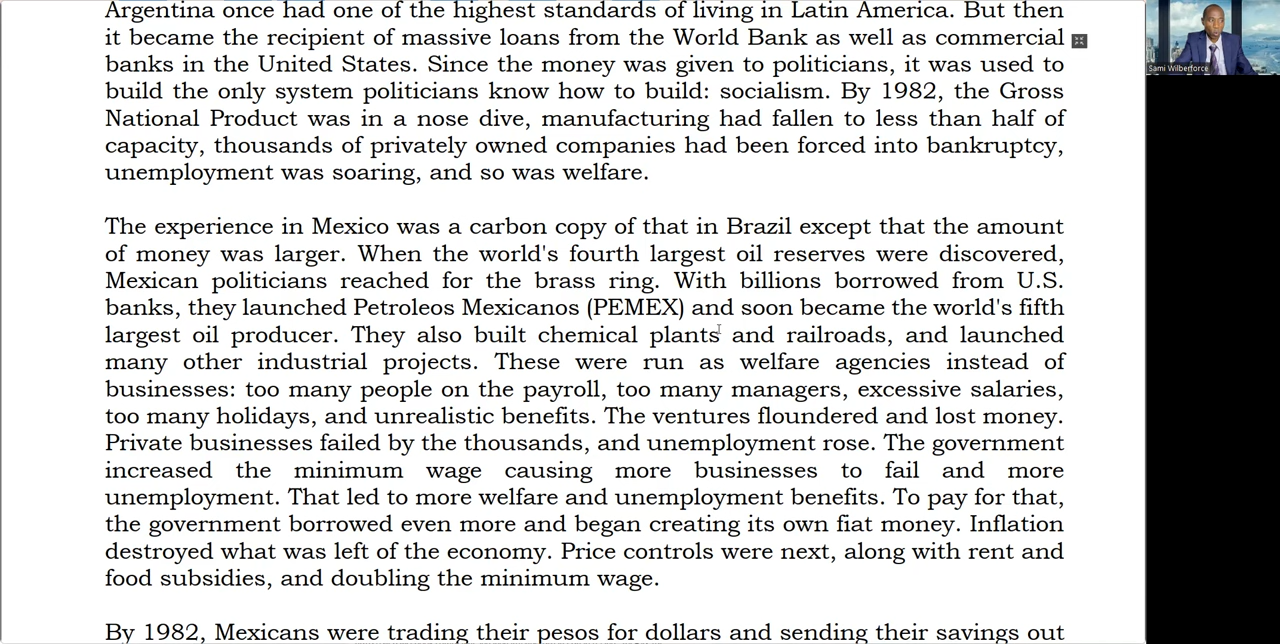 Argentina once had one of the highest standards of living in Latin America. But then
it became the recipient of massive loans from the World Bank as well as commercial
banks in the United States. Since the money was given to politicians, it was used to
build the only system politicians know how to build: socialism. By 1982, the Gross
National Product was in a nose dive, manufacturing had fallen to less than half of
capacity, thousands of privately owned companies had been forced into bankruptcy,
unemployment was soaring, and so was welfare.
The experience in Mexico was a carbon copy of that in Brazil except that the amount
of money was larger. When the world's fourth largest oil reserves were discovered,
Mexican politicians reached for the brass ring. With billions borrowed from U.S.
banks, they launched Petroleos Mexicanos (PEMEX) and soon became the world's fifth
largest oil producer. They also built chemical plants and railroads, and launched
many other industrial projects. These were run as welfare agencies instead of
businesses: too many people on the payroll, too many managers, excessive salaries,
too many holidays, and unrealistic benefits. The ventures floundered and lost money.
Private businesses failed by the thousands, and unemployment rose. The government
increased the minimum wage causing more businesses to fail and more
unemployment. That led to more welfare and unemployment benefits. To pay for that,
the government borrowed even more and began creating its own fiat money. Inflation
destroyed what was left of the economy. Price controls were next, along with rent and
food subsidies, and doubling the minimum wage.
By 1982, Mexicans were trading their pesos for dollars and sending their savings out
Sami Wilberforce